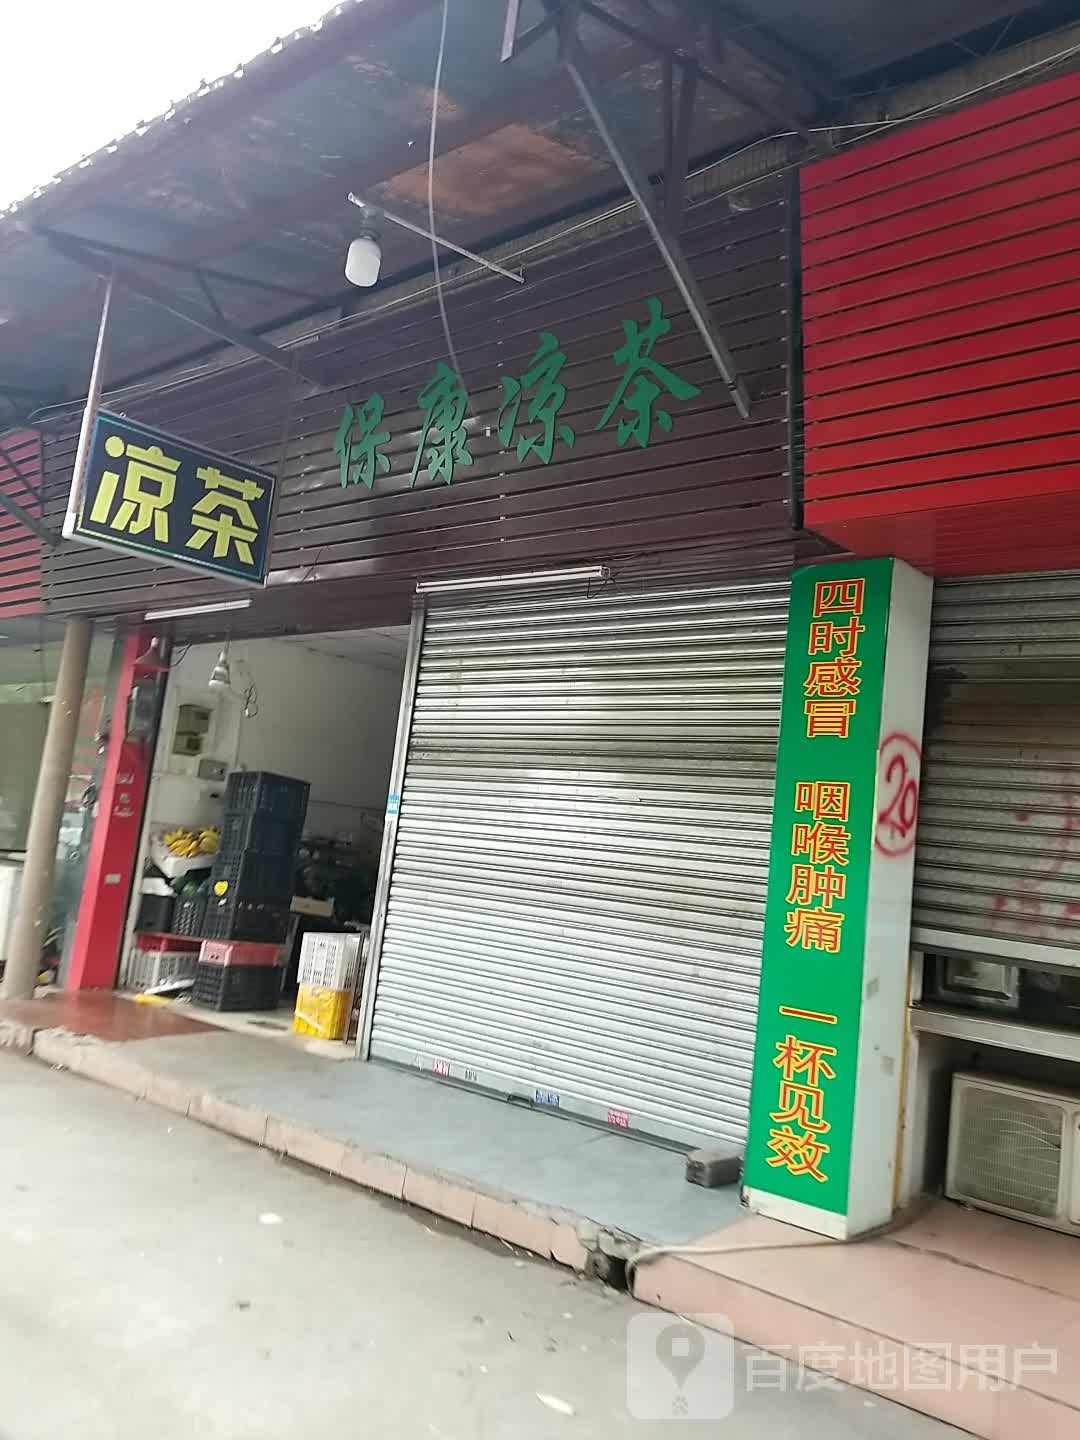 保康凉茶
凉茶
四时感冒 咽喉肿痛 一杯见效
20
百度地图用户